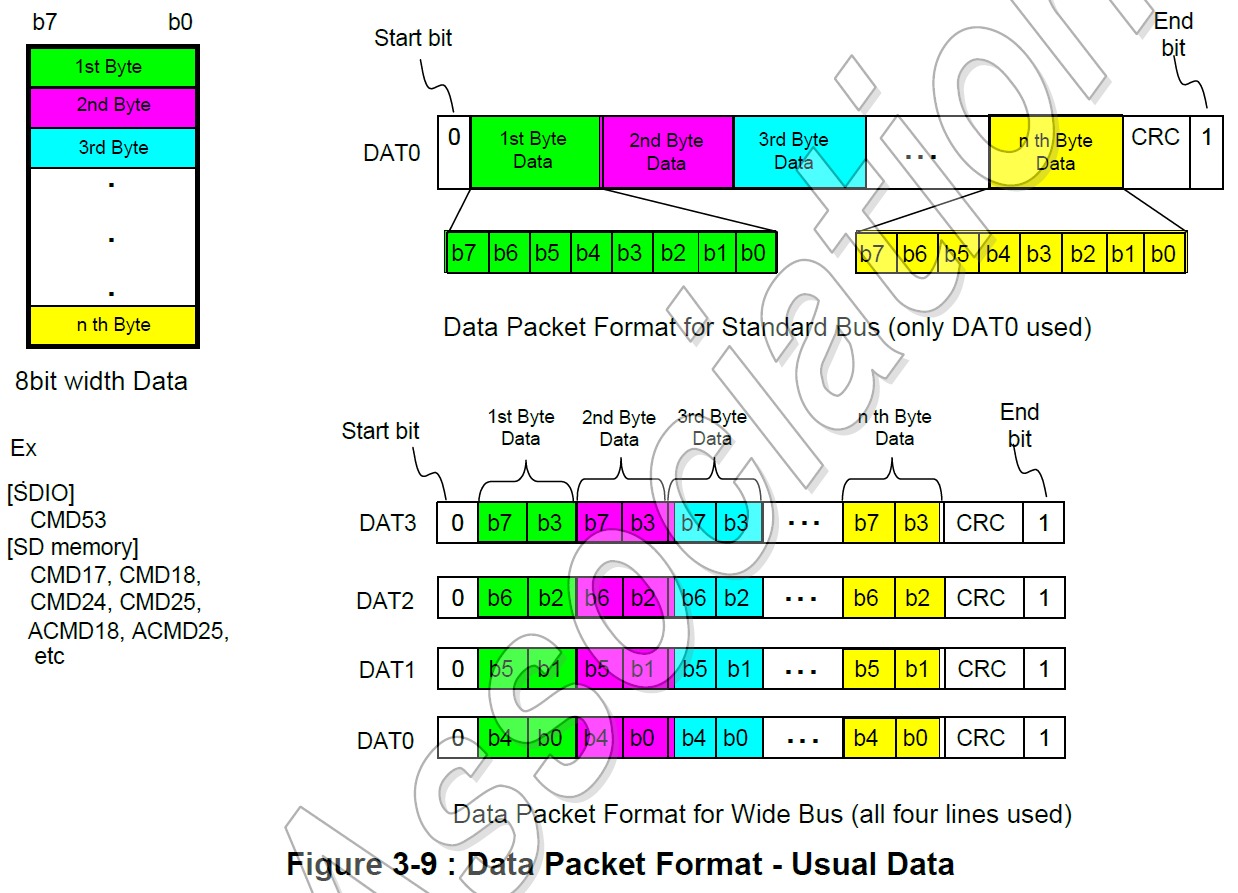 b7 b0
1st Byte
2nd Byte
3rd Byte
.
.
.
n th Byte
8bit width Data
Ex
[SDIO]
CMD53
[SD memory]
CMD17, CMD18,
CMD24, CMD25,
ACMD18, ACMD25,
etc
Start bit
End
bit
DAT0 0 1st Byte Data 2nd Byte Data 3rd Byte Data ... n th Byte Data CRC 1
b7 b6 b5 b4 b3 b2 b1 b0
b7 b6 b5 b4 b3 b2 b1 b0
Data Packet Format for Standard Bus (only DAT0 used)
Start bit
1st Byte
Data
2nd Byte
Data
3rd Byte
Data
n th Byte
Data
End
bit
DAT3 0 b7 b3 b7 b3 b7 b3 ... b7 b3 CRC 1
DAT2 0 b6 b2 b6 b2 b6 b2 ... b6 b2 CRC 1
DAT1 0 b5 b1 b5 b1 b5 b1 ... b5 b1 CRC 1
DAT0 0 b4 b0 b4 b0 b4 b0 ... b4 b0 CRC 1
Data Packet Format for Wide Bus (all four lines used)
Figure 3-9 : Data Packet Format - Usual Data
Association